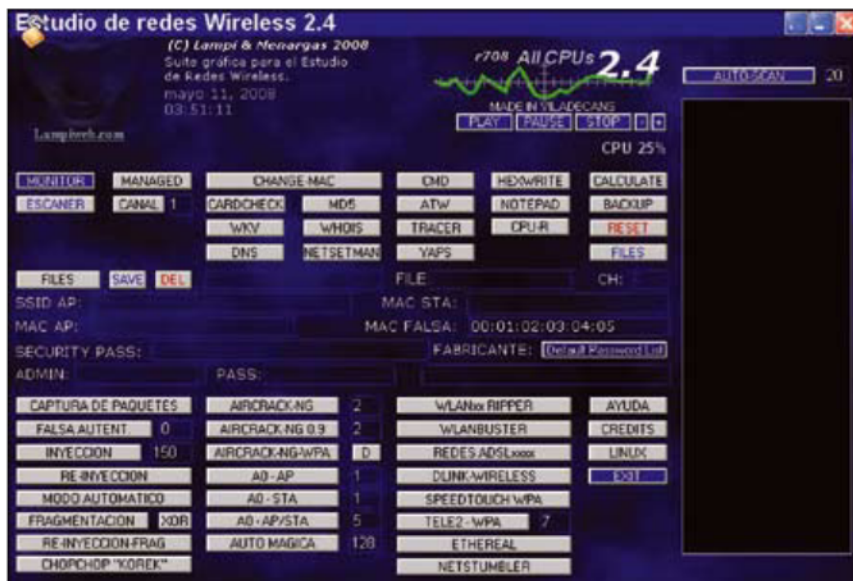 Estudio de redes Wireless 2.4
(C) Lampi & Menargas 2008
Suite gráfica para el Estudio
de Redes Wireless.
mayo 11, 2008
03:51:11
Lampiweb.com
r708 All CPUs 2.4
MADE IN VILADECANS
PLAY PAUSE STOP - +
CPU 25%
AUTO-SCAN 20
MONITOR MANAGED CHANGE-MAC CMD HEXWRITE CALCULATE
ESCANER CANAL 1 CARDCHECK MD5 ATW NOTEPAD BACKUP
WKV WHOIS TRACER CPU-R RESET
DNS NETSETMAN YAPS FILES
FILES SAVE DEL FILE CH:
SSID AP: MAC STA:
MAC AP: MAC FALSA: 00:01:02:03:04:05
SECURITY PASS: FABRICANTE: Default Password List
ADMIN: PASS:
CAPTURA DE PAQUETES AIRCRACK-NG 2 WLANxx RIPPER AYUDA
FALSA AUTENT. 0 AIRCRACK-NG 0.9 2 WLANBUSTER CREDITS
INYECCION 150 AIRCRACK-NG-WPA D REDES ADSLxxxx LINUX
RE-INYECCION A0 - AP 1 DLINK-WIRELESS EXIT
MODO AUTOMATICO A0 - STA 1 SPEEDTOUCH WPA
FRAGMENTACION XOR A0 - AP/STA 5 TELE2 - WPA 7
RE-INYECCION-FRAG AUTO MAGICA 128 ETHEREAL
CHOPCHOP "KOREK" NETSTUMBLER